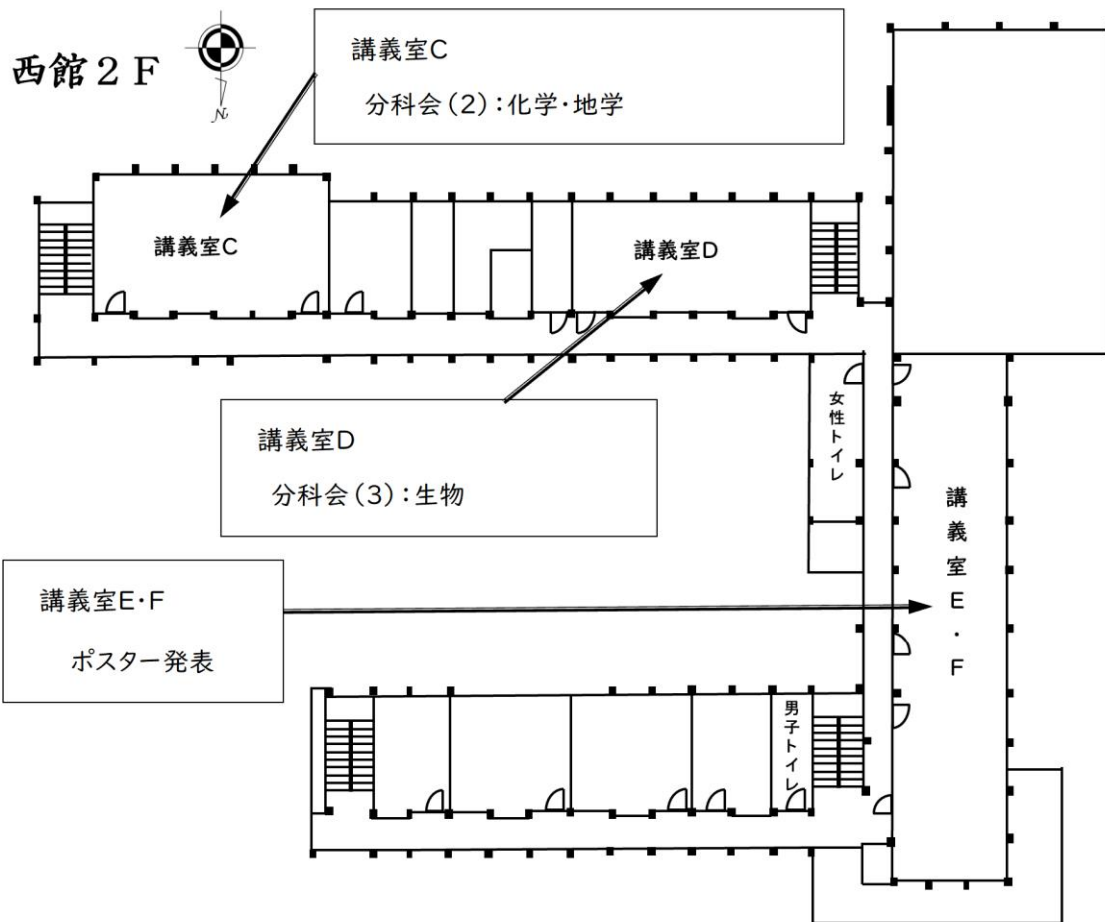 西館2F
N
講義室C
分科会(2):化学・地学
講義室C
講義室D
講義室D
分科会(3):生物
女性トイレ
講義室E・F
講義室E・F
ポスター発表
男子トイレ